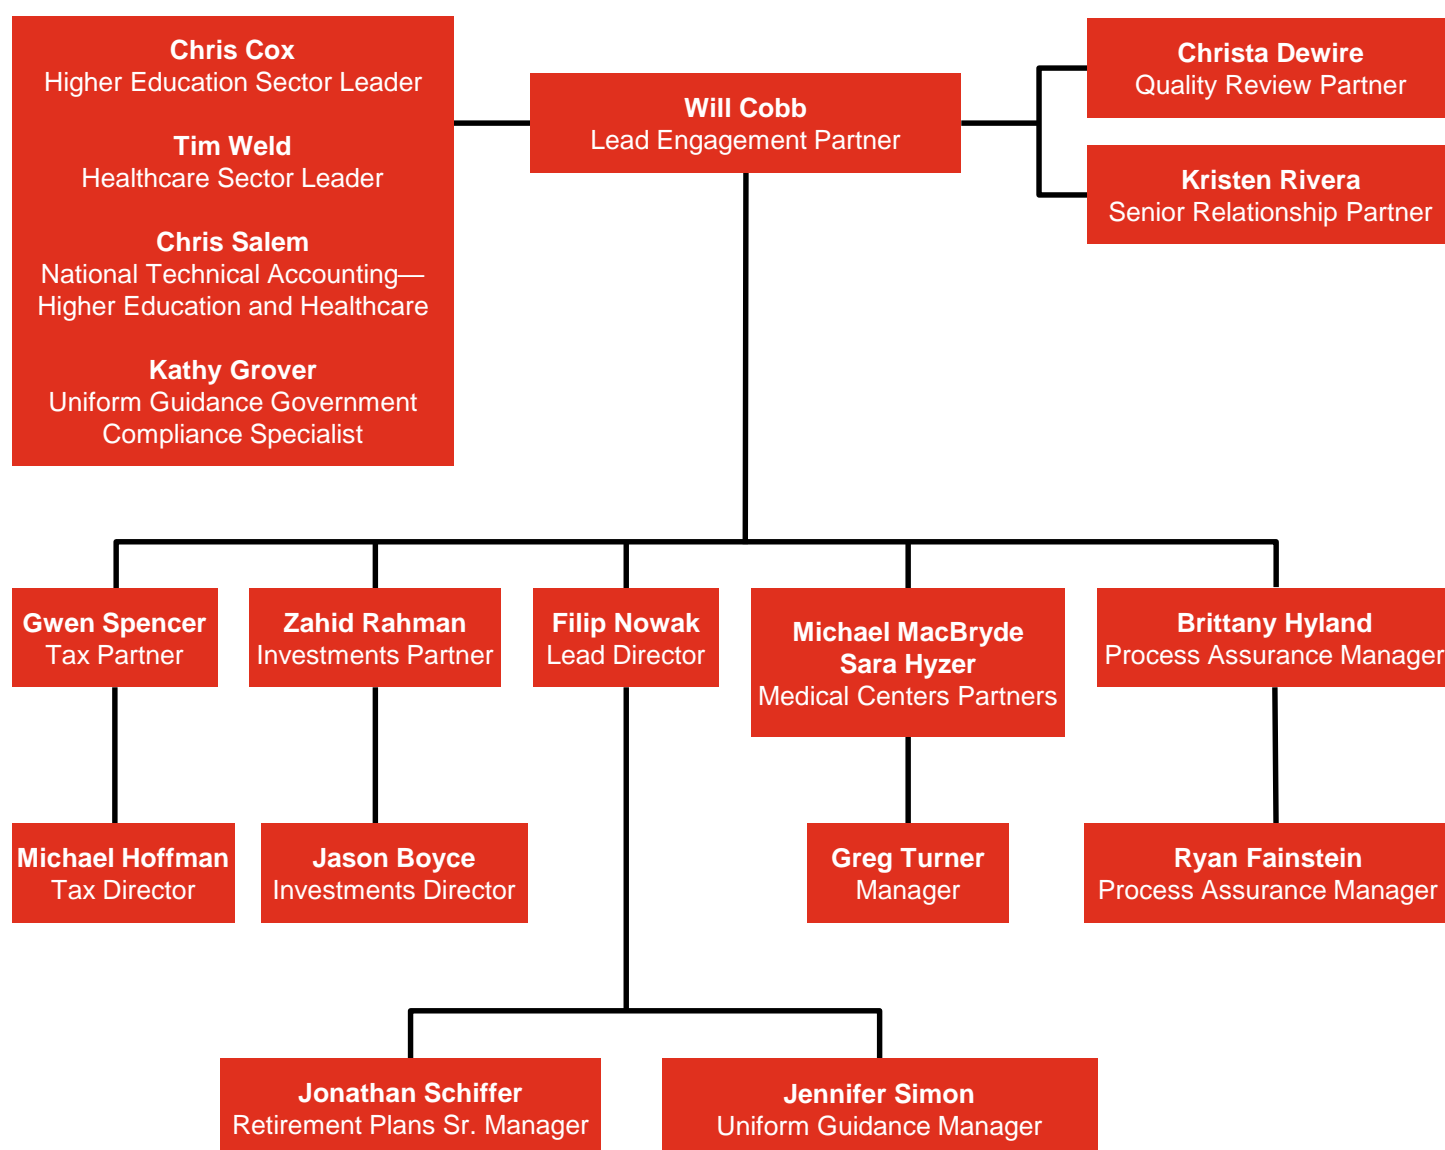 Chris Cox
Higher Education Sector Leader
Tim Weld
Healthcare Sector Leader
Chris Salem
National Technical Accounting—
Higher Education and Healthcare
Kathy Grover
Uniform Guidance Government
Compliance Specialist
Will Cobb
Lead Engagement Partner
Christa Dewire
Quality Review Partner
Kristen Rivera
Senior Relationship Partner
Gwen Spencer
Tax Partner
Zahid Rahman
Investments Partner
Filip Nowak
Lead Director
Michael MacBryde
Sara Hyzer
Medical Centers Partners
Brittany Hyland
Process Assurance Manager
Michael Hoffman
Tax Director
Jason Boyce
Investments Director
Greg Turner
Manager
Ryan Fainstein
Process Assurance Manager
Jonathan Schiffer
Retirement Plans Sr. Manager
Jennifer Simon
Uniform Guidance Manager